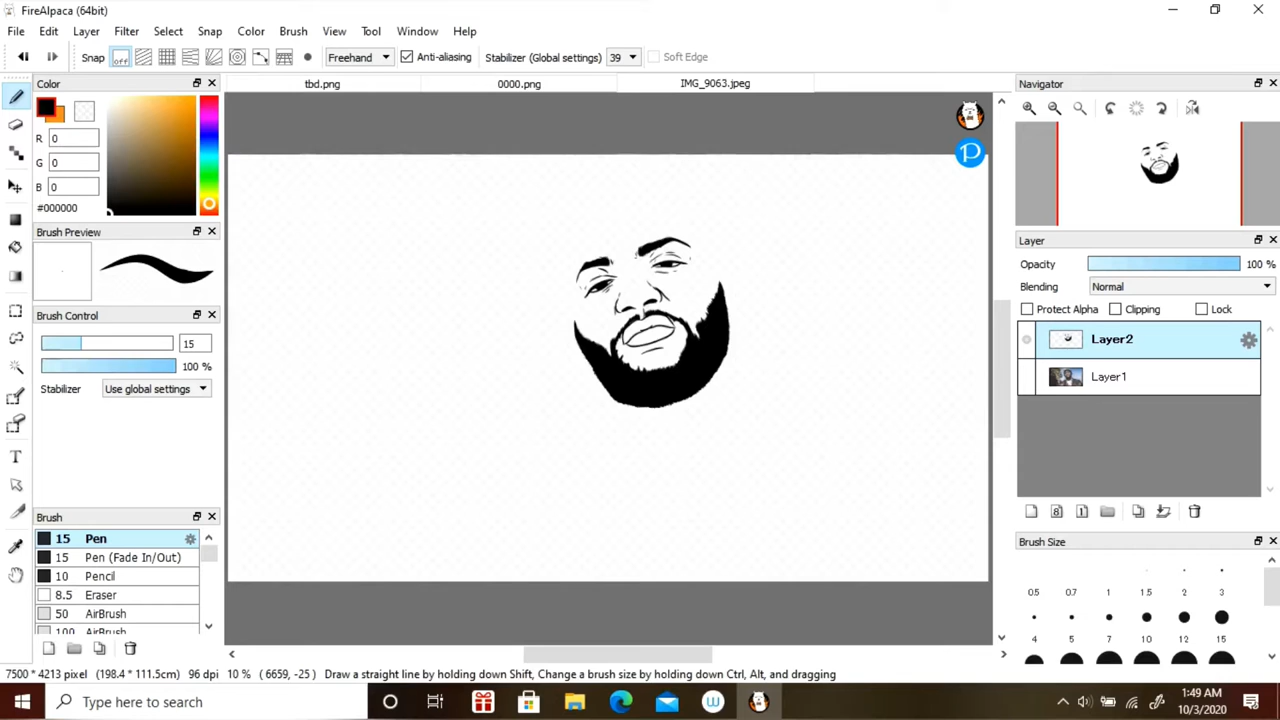 FireAlpaca (64bit)
File Edit Layer Filter Select Snap Color Brush View Tool Window Help
Snap off Freehand Anti-aliasing Stabilizer (Global settings) 39 Soft Edge
Color
tbd.png 0000.png IMG_9063.jpeg
Navigator
R 0
G 0
B 0
#000000
Brush Preview
Brush Control
15
100 %
Stabilizer Use global settings
Brush
15 Pen
15 Pen (Fade In/Out)
10 Pencil
8.5 Eraser
50 AirBrush
100 AirBrush
P
Layer
Opacity 100 %
Blending Normal
Protect Alpha Clipping Lock
Layer2
Layer1
8 1
Brush Size
0.5 0.7 1 1.5 2 3
4 5 7 10 12 15
7500 * 4213 pixel (198.4 * 111.5cm) 96 dpi 10 % ( 6659, -25 ) Draw a straight line by holding down Shift, Change a brush size by holding down Ctrl, Alt, and dragging
Type here to search
W
1:49 AM
10/3/2020